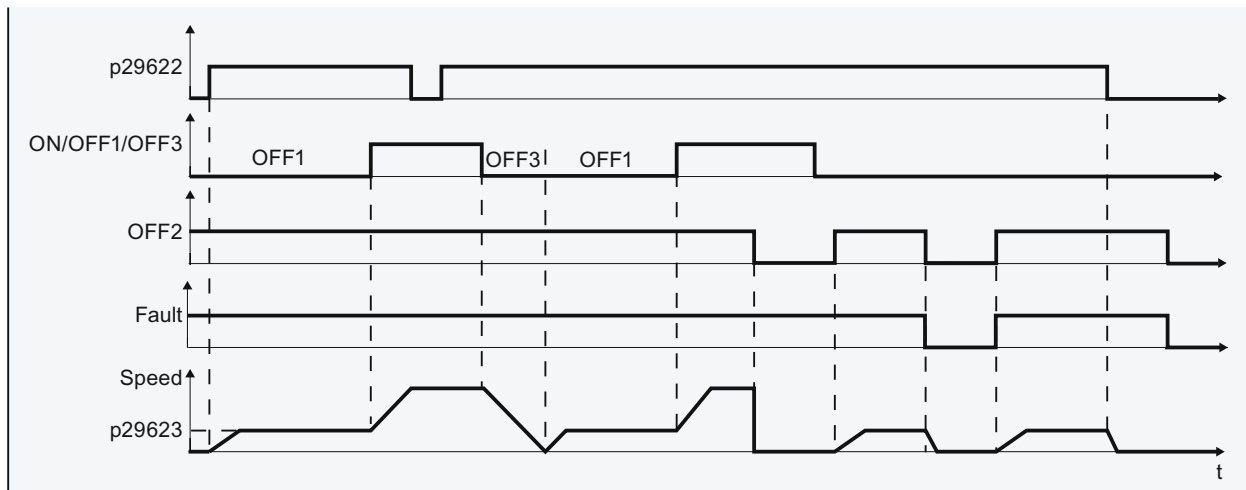 p29622
ON/OFF1/OFF3
OFF1
OFF3
OFF1
OFF2
Fault
Speed
p29623
t